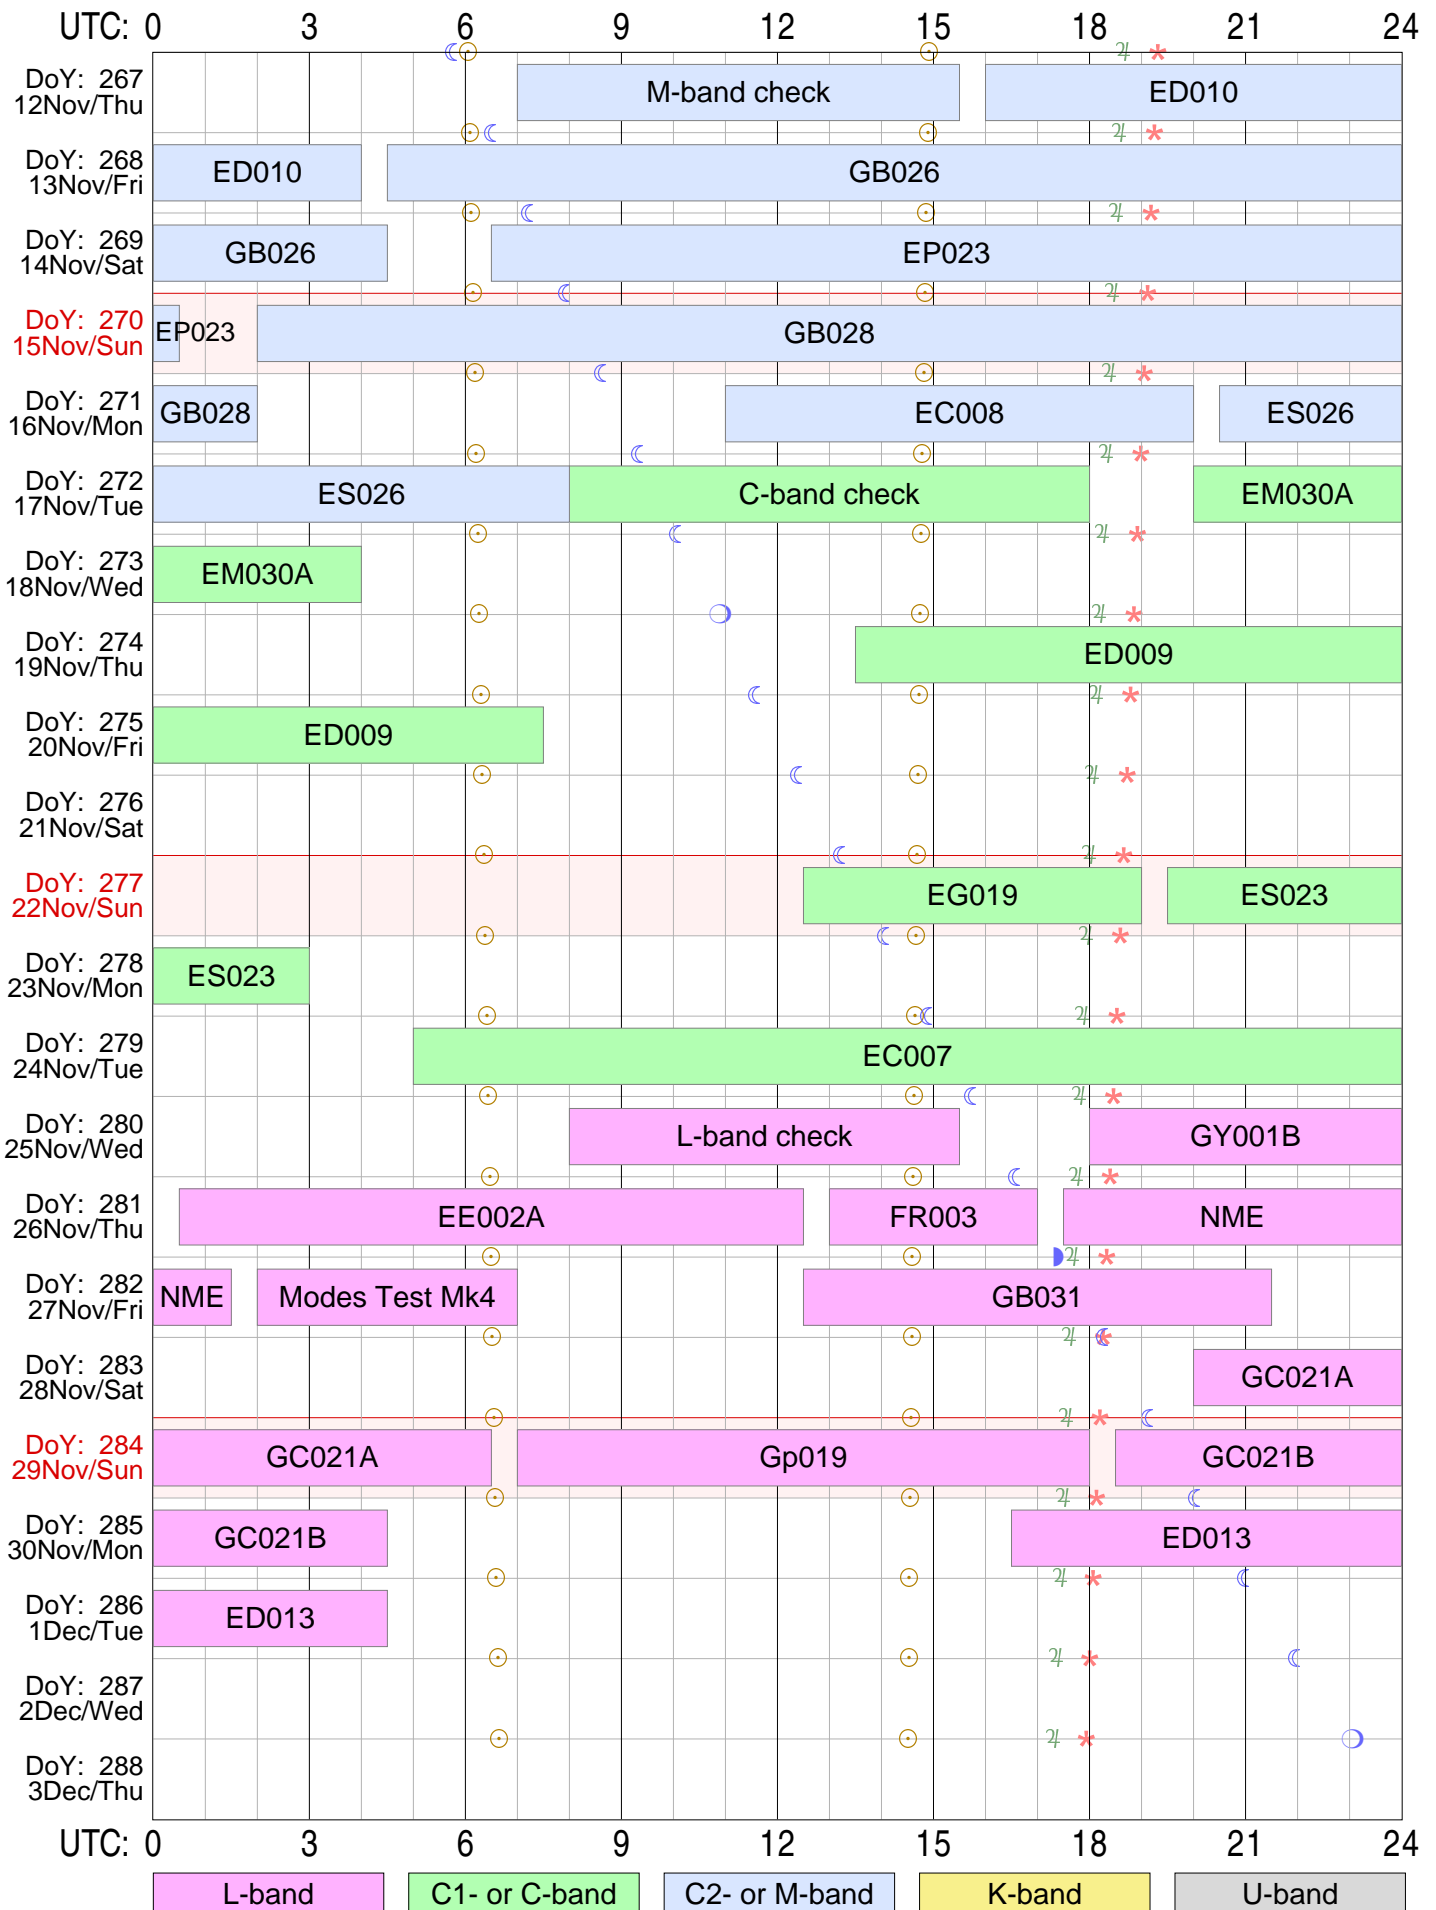 UTC: 0 3 6 9 12 15 18 21 24
DoY: 267
12Nov/Thu
M-band check ED010
DoY: 268
13Nov/Fri
ED010 GB026
DoY: 269
14Nov/Sat
GB026 EP023
DoY: 270
15Nov/Sun
EP023 GB028
DoY: 271
16Nov/Mon
GB028 EC008 ES026
DoY: 272
17Nov/Tue
ES026 C-band check EM030A
DoY: 273
18Nov/Wed
EM030A
DoY: 274
19Nov/Thu
ED009
DoY: 275
20Nov/Fri
ED009
DoY: 276
21Nov/Sat
DoY: 277
22Nov/Sun
EG019 ES023
DoY: 278
23Nov/Mon
ES023
DoY: 279
24Nov/Tue
EC007
DoY: 280
25Nov/Wed
L-band check GY001B
DoY: 281
26Nov/Thu
EE002A FR003 NME
DoY: 282
27Nov/Fri
NME Modes Test Mk4 GB031
DoY: 283
28Nov/Sat
GC021A
DoY: 284
29Nov/Sun
GC021A Gp019 GC021B
DoY: 285
30Nov/Mon
GC021B ED013
DoY: 286
1Dec/Tue
ED013
DoY: 287
2Dec/Wed
DoY: 288
3Dec/Thu
UTC: 0 3 6 9 12 15 18 21 24
L-band C1- or C-band C2- or M-band K-band U-band